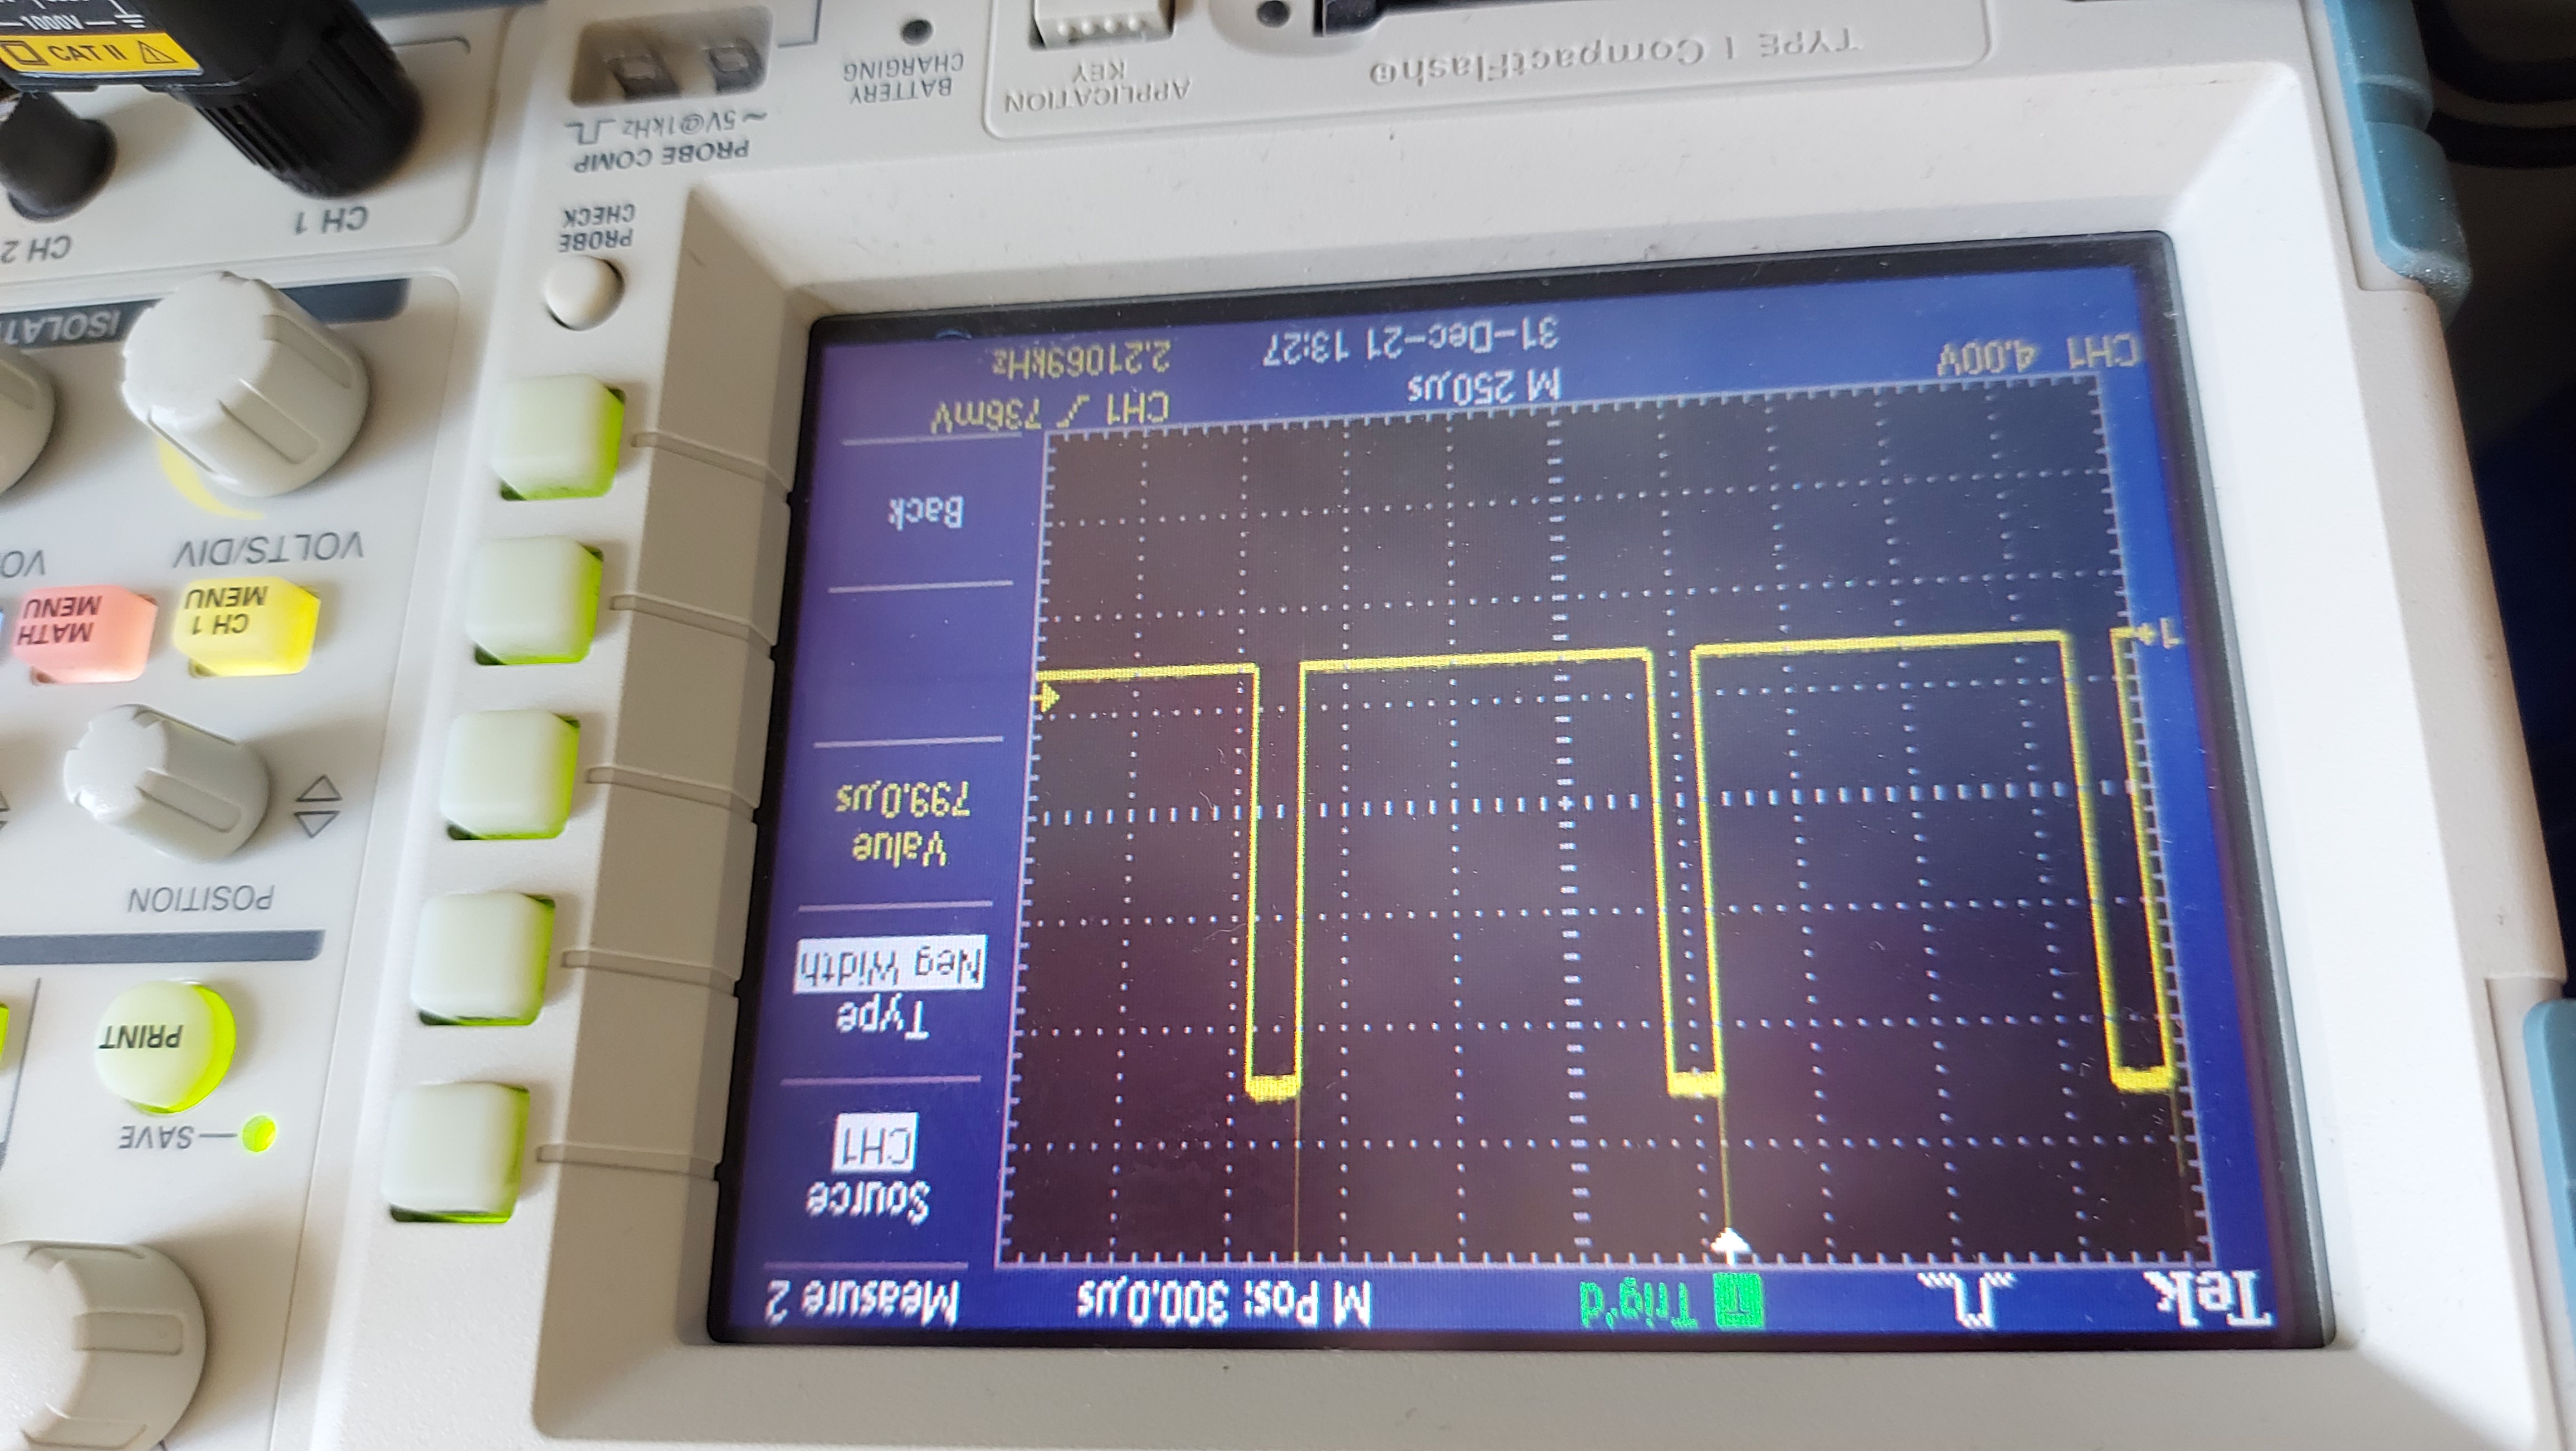 Tek
T Trig'd
M Pos: 300.0µs
Measure 2
Source
CH1
Type
Neg Width
Value
799.0µs
Back
1
CH1 4.00V
M 250µs
CH1 736mV
31-Dec-21 13:27
2.21069kHz
SAVE
PRINT
POSITION
CH 1
MENU
MATH
MENU
VOLTS/DIV
PROBE
CHECK
CH 1
CH 2
PROBE COMP
~5V@1kHz
APPLICATION
KEY
BATTERY
CHARGING
TYPE I CompactFlash®
CAT II
1000V